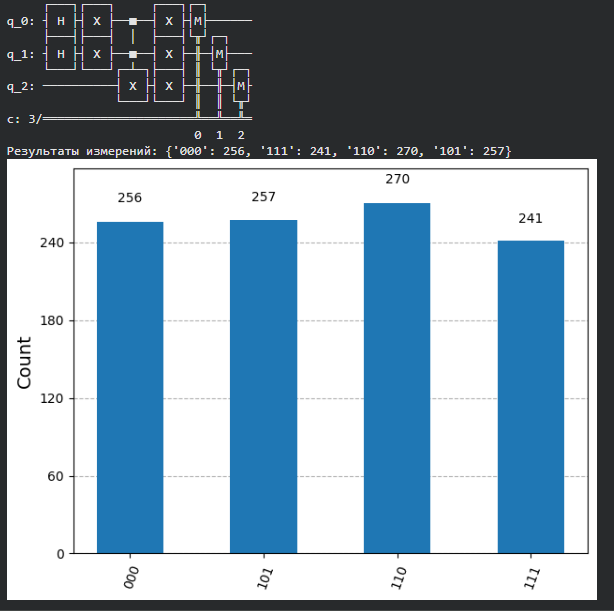 q_0: ┤ H ├┤ X ├──■──┤ X ├┤M├──────
q_1: ┤ H ├┤ X ├──■──┤ X ├─╫─┤M├───
q_2: ──────────┤ X ├┤ X ├─╫──╫─┤M├
c: 3/═════════════════════╩══╩══╩═
0 1 2
Результаты измерений: {'000': 256, '111': 241, '110': 270, '101': 257}
270
256
257
241
240
180
120
60
0
Count
000
101
110
111